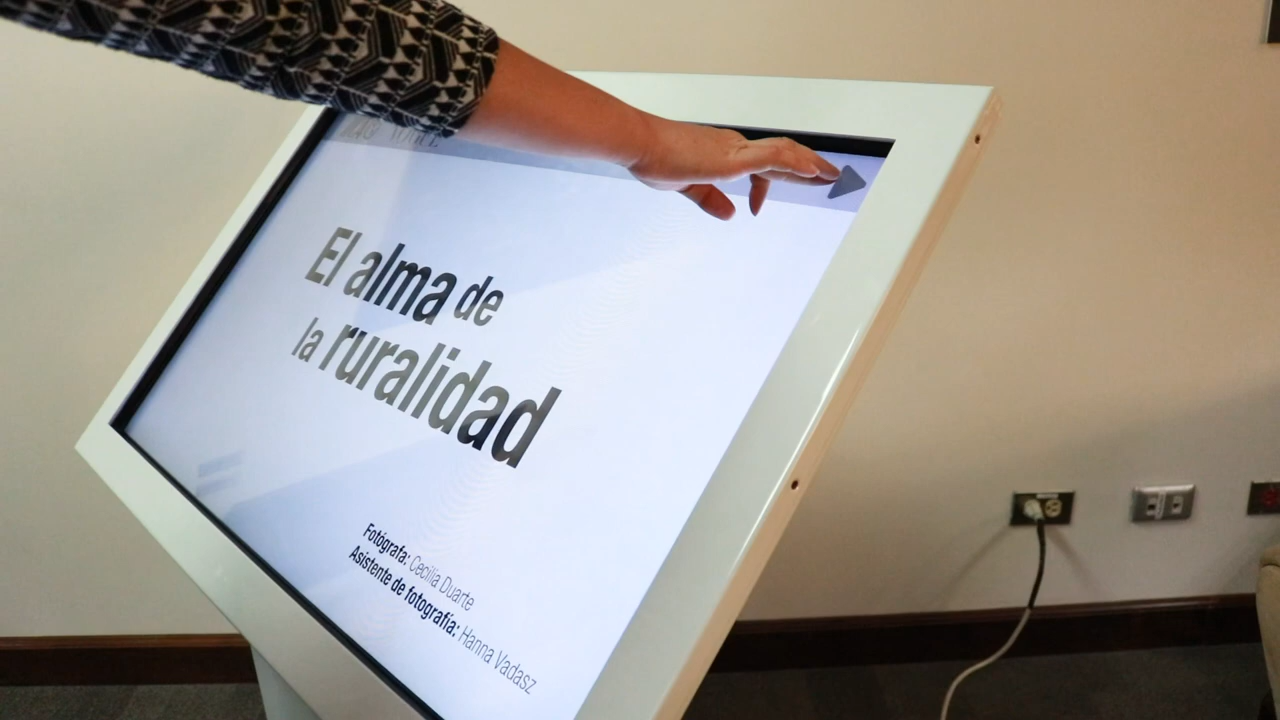 El alma de
la ruralidad
Fotógrafa: Cecilia Duarte
Asistente de fotografía: Hanna Vadasz